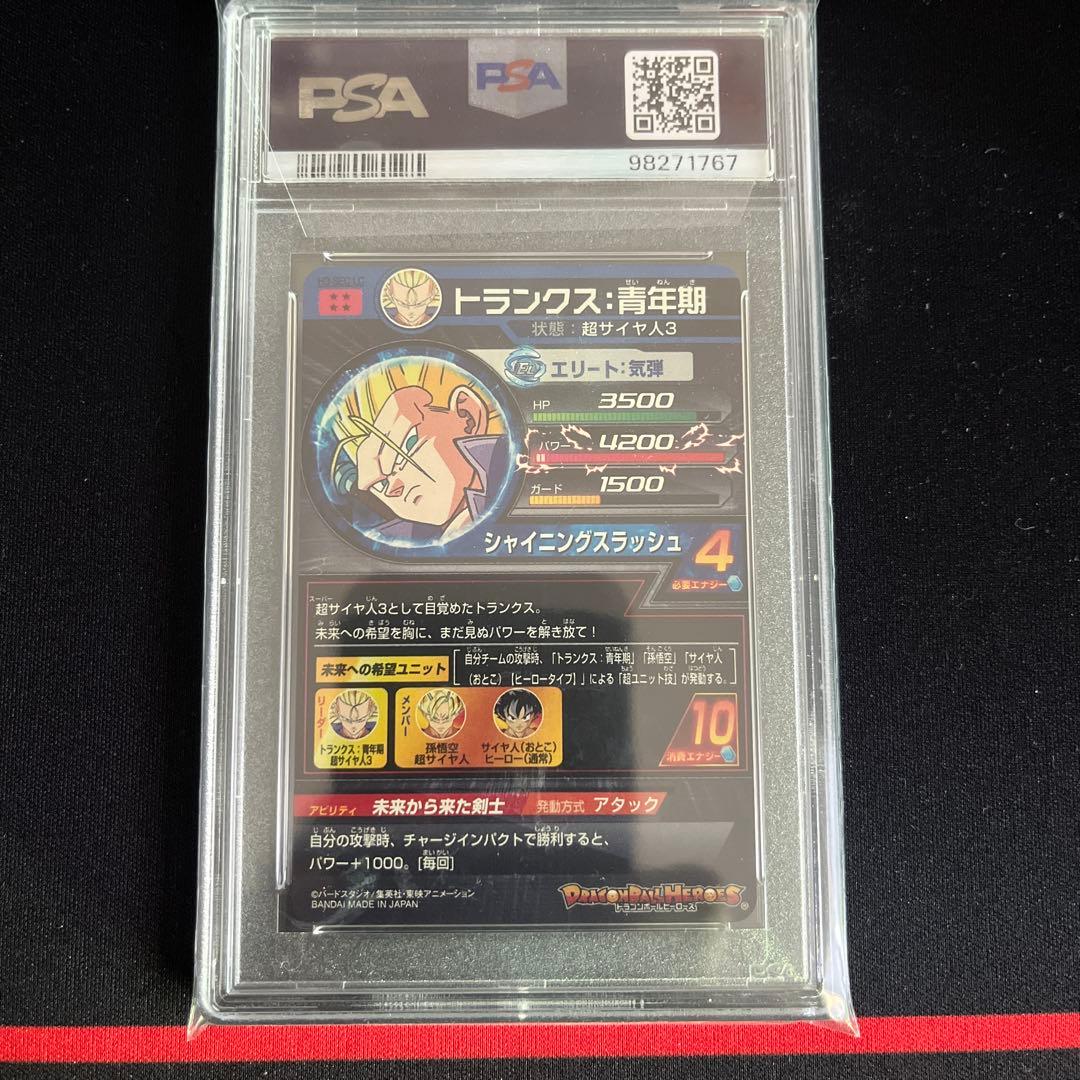 PSA
PSA
98271767
トランクス：青年期
せいねんき
状態：超サイヤ人3
エリート：気弾
HP 3500
パワー 4200
ガード 1500
シャイニングスラッシュ
4
必要エナジー
超サイヤ人3として目覚めたトランクス。
未来への希望を胸に、まだ見ぬパワーを解き放て！
未来への希望ユニット
自分チームの攻撃時、「トランクス：青年期」「孫悟空」「サイヤ人
（おとこ）【ヒーロータイプ】」による「超ユニット技」が発動する。
リーダー
トランクス：青年期
超サイヤ人3
メンバー
孫悟空
超サイヤ人
サイヤ人（おとこ）
ヒーロー（通常）
10
消費エナジー
アビリティ 未来から来た剣士 発動方式 アタック
自分の攻撃時、チャージインパクトで勝利すると、
パワー＋1000。［毎回］
©バードスタジオ/集英社・東映アニメーション
BANDAI MADE IN JAPAN
DRAGONBALL HEROES
ドラゴンボールヒーローズ